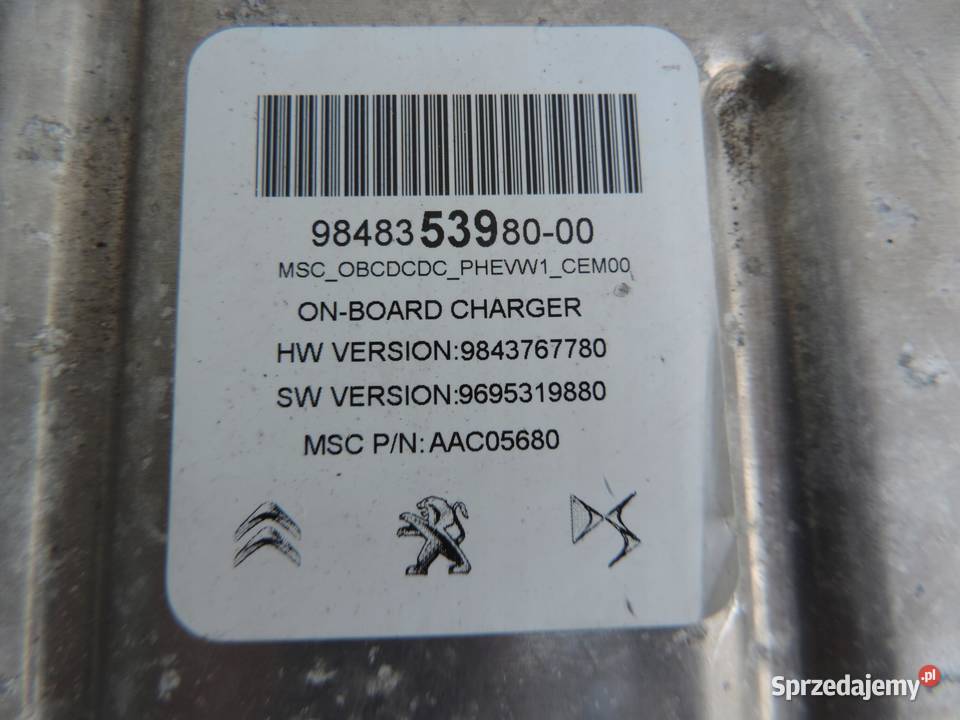 9848353980-00
MSC_OBCDCDC_PHEVW1_CEM00
ON-BOARD CHARGER
HW VERSION:9843767780
SW VERSION:9695319880
MSC P/N: AAC05680
Sprzedajemy.pl